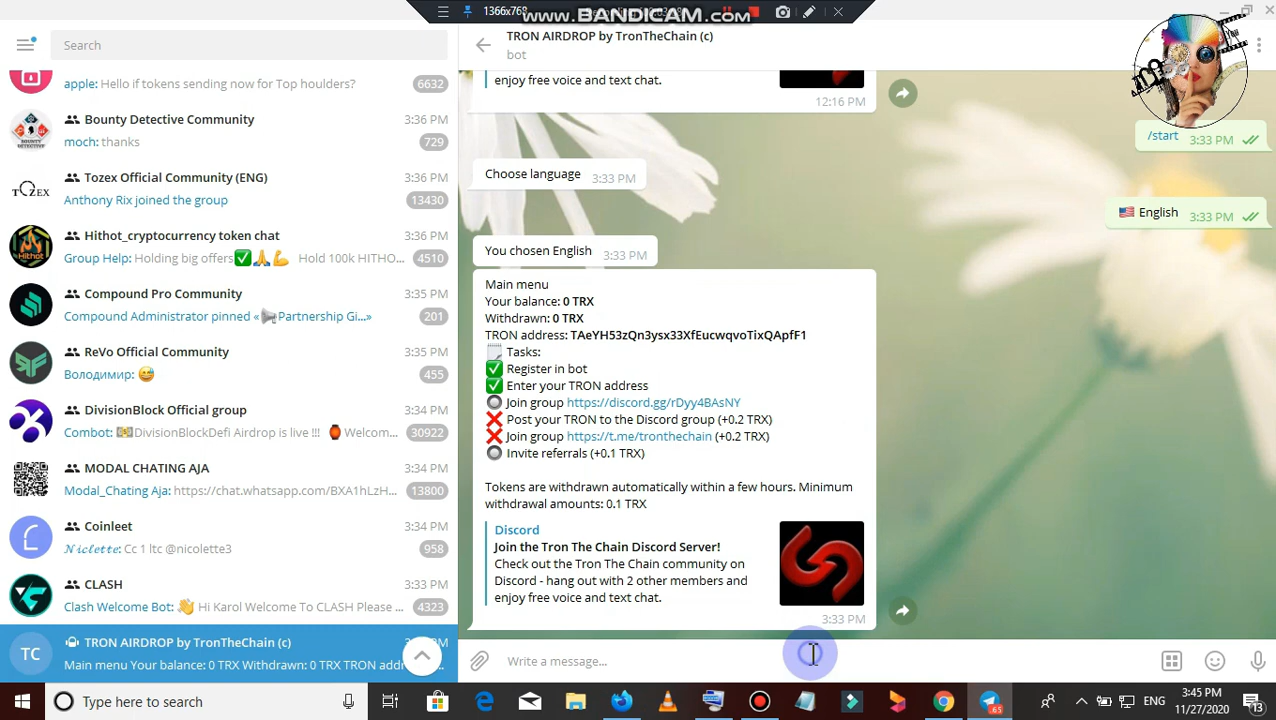 1366x768
www.BANDICAM.com
Search
apple: Hello if tokens sending now for Top houlders?
6632
Bounty Detective Community
3:36 PM
moch: thanks
729
Tozex Official Community (ENG)
3:36 PM
Anthony Rix joined the group
13430
Hithot_cryptocurrency token chat
3:36 PM
Group Help: Holding big offers✅🙏💪 Hold 100k HITHO...
4510
Compound Pro Community
3:35 PM
Compound Administrator pinned «📢Partnership Gi...»
201
ReVo Official Community
3:35 PM
Володимир: 😅
455
DivisionBlock Official group
3:34 PM
Combot: DivisionBlockDefi Airdrop is live !!! 🏮Welcom...
30922
MODAL CHATING AJA
3:34 PM
Modal_Chating Aja: https://chat.whatsapp.com/BXA1hLzH...
13800
Coinleet
3:34 PM
𝓝𝓲𝓬𝓵𝓮𝓽𝓽𝓮: Cc 1 ltc @nicolette3
958
CLASH
3:33 PM
Clash Welcome Bot: 👋 Hi Karol Welcome To CLASH Please ...
4323
TRON AIRDROP by TronTheChain (c)
Main menu Your balance: 0 TRX Withdrawn: 0 TRX TRON addr...
TC
TRON AIRDROP by TronTheChain (c)
bot
enjoy free voice and text chat.
12:16 PM
/start 3:33 PM
Choose language 3:33 PM
🇺🇸 English 3:33 PM
You chosen English 3:33 PM
Main menu
Your balance: 0 TRX
Withdrawn: 0 TRX
TRON address: TAeYH53zQn3ysx33XfEucwqvoTixQApfF1
🗒 Tasks:
✅ Register in bot
✅ Enter your TRON address
🔘 Join group https://discord.gg/rDyy4BAsNY
❌ Post your TRON to the Discord group (+0.2 TRX)
❌ Join group https://t.me/tronthechain (+0.2 TRX)
🔘 Invite referrals (+0.1 TRX)
Tokens are withdrawn automatically within a few hours. Minimum
withdrawal amounts: 0.1 TRX
Discord
Join the Tron The Chain Discord Server!
Check out the Tron The Chain community on
Discord - hang out with 2 other members and
enjoy free voice and text chat.
3:33 PM
Write a message...
Type here to search
65
ENG
3:45 PM
11/27/2020
13